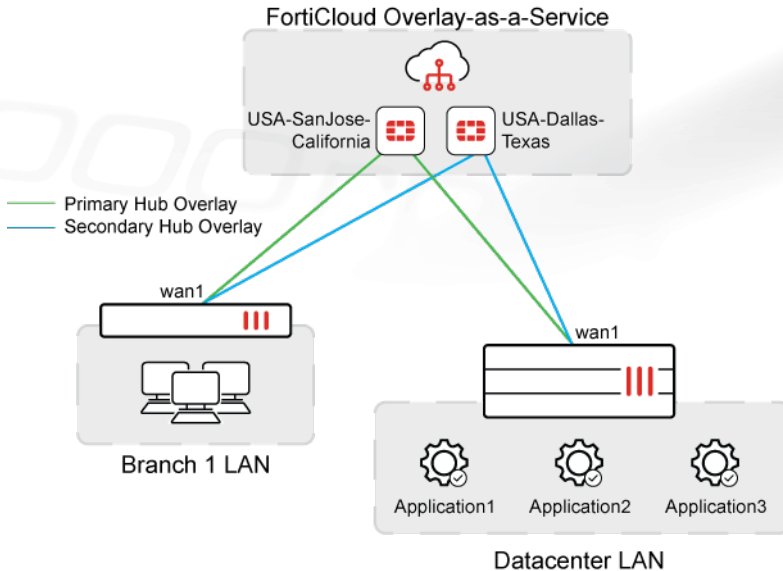 FortiCloud Overlay-as-a-Service
USA-SanJose-
California
USA-Dallas-
Texas
Primary Hub Overlay
Secondary Hub Overlay
wan1
wan1
Branch 1 LAN
Application1
Application2
Application3
Datacenter LAN